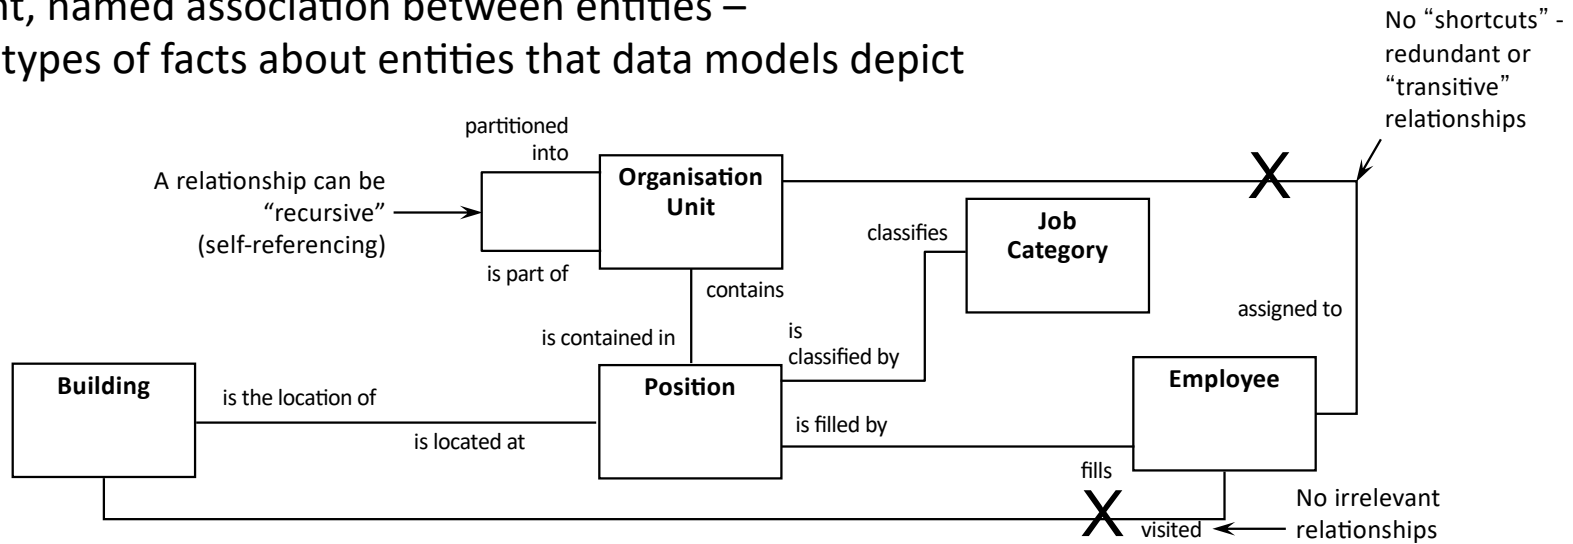 nt, named association between entities –
types of facts about entities that data models depict
No “shortcuts” -
redundant or
“transitive”
relationships
partitioned
into
A relationship can be
“recursive”
(self-referencing)
is part of
Organisation
Unit
X
Job
Category
classifies
contains
is contained in
is
classified by
assigned to
Building
is the location of
is located at
Position
is filled by
Employee
fills
X
visited
No irrelevant
relationships